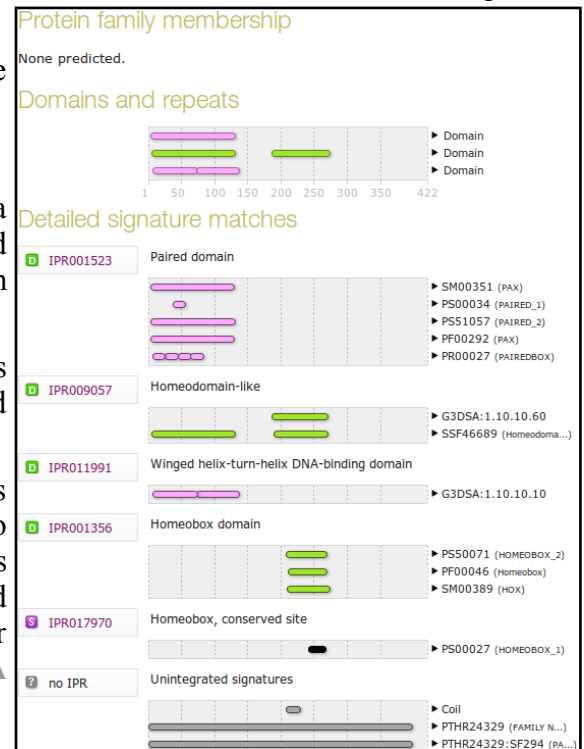 Protein family membership
None predicted.
e
Domains and repeats
Domain
Domain
Domain
1 50 100 150 200 250 300 350 422
a
Detailed signature matches
d
D IPR001523 Paired domain
n
SM00351 (PAX)
PS00034 (PAIRED_1)
PS51057 (PAIRED_2)
PF00292 (PAX)
s
PR00027 (PAIREDBOX)
D IPR009057 Homeodomain-like
d
G3DSA:1.10.10.60
SSF46689 (Homeodoma...)
D IPR011991 Winged helix-turn-helix DNA-binding domain
s
G3DSA:1.10.10.10
o
D IPR001356 Homeobox domain
s
PS50071 (HOMEOBOX_2)
PF00046 (Homeobox)
d
SM00389 (HOX)
S IPR017970 Homeobox, conserved site
r
PS00027 (HOMEOBOX_1)
A
? no IPR Unintegrated signatures
Coil
PTHR24329 (FAMILY N...)
PTHR24329:SF294 (PA...)